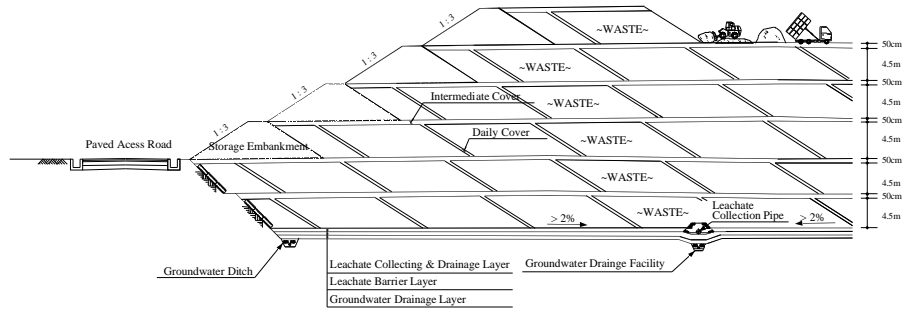 1 : 3
~WASTE~
1 : 3
50cm
~WASTE~
4.5m
1 : 3
50cm
~WASTE~
4.5m
Intermediate Cover
1 : 3
50cm
Paved Acess Road
Storage Embankment
Daily Cover
~WASTE~
4.5m
50cm
~WASTE~
4.5m
50cm
> 2%
~WASTE~
Leachate
Collection Pipe
> 2%
4.5m
Groundwater Ditch
Leachate Collecting & Drainage Layer
Groundwater Drainge Facility
Leachate Barrier Layer
Groundwater Drainage Layer